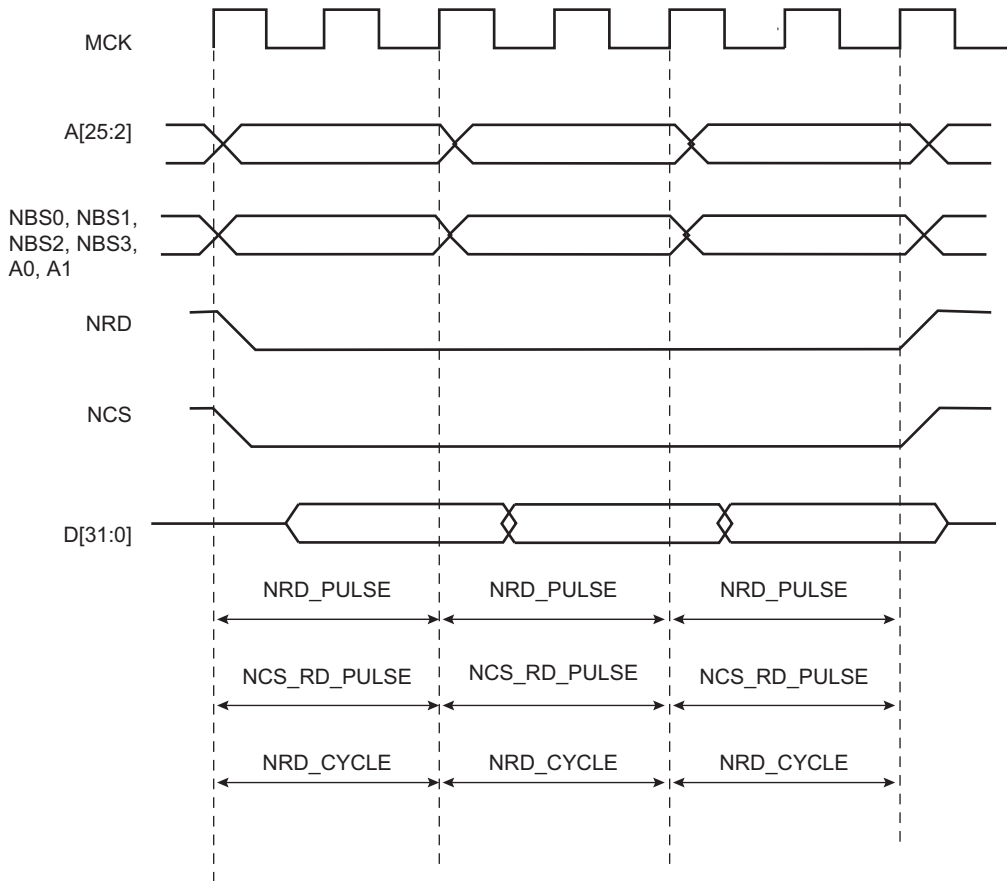 MCK
A[25:2]
NBS0, NBS1,
NBS2, NBS3,
A0, A1
NRD
NCS
D[31:0]
NRD_PULSE NRD_PULSE NRD_PULSE
NCS_RD_PULSE NCS_RD_PULSE NCS_RD_PULSE
NRD_CYCLE NRD_CYCLE NRD_CYCLE